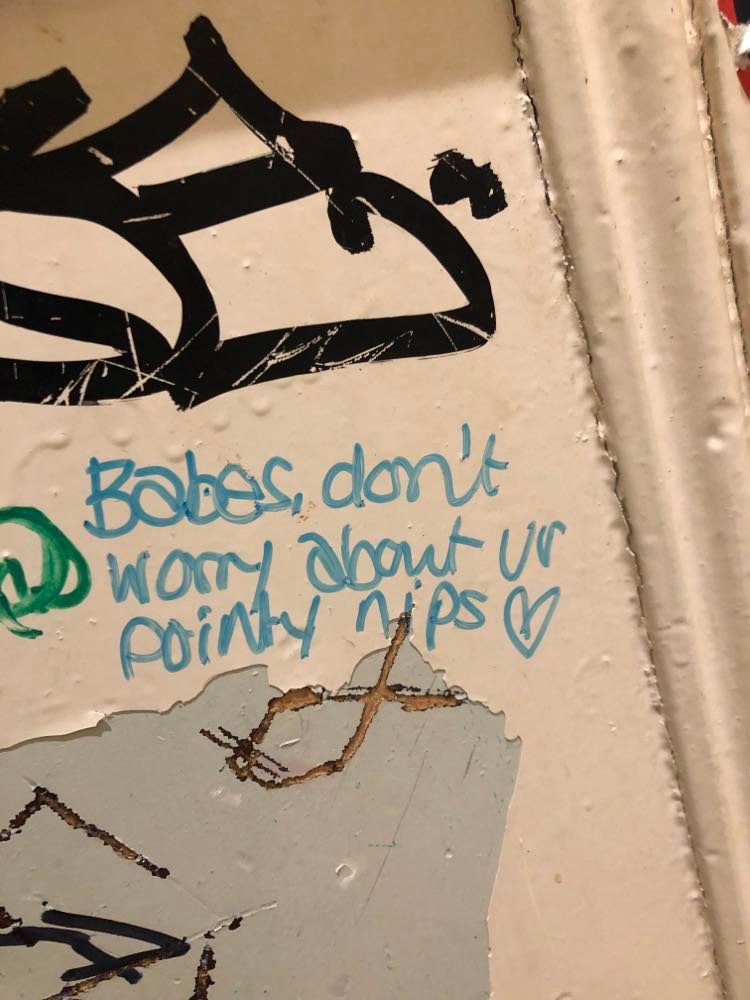 Babes, don't
worry about ur
pointy nips ♡